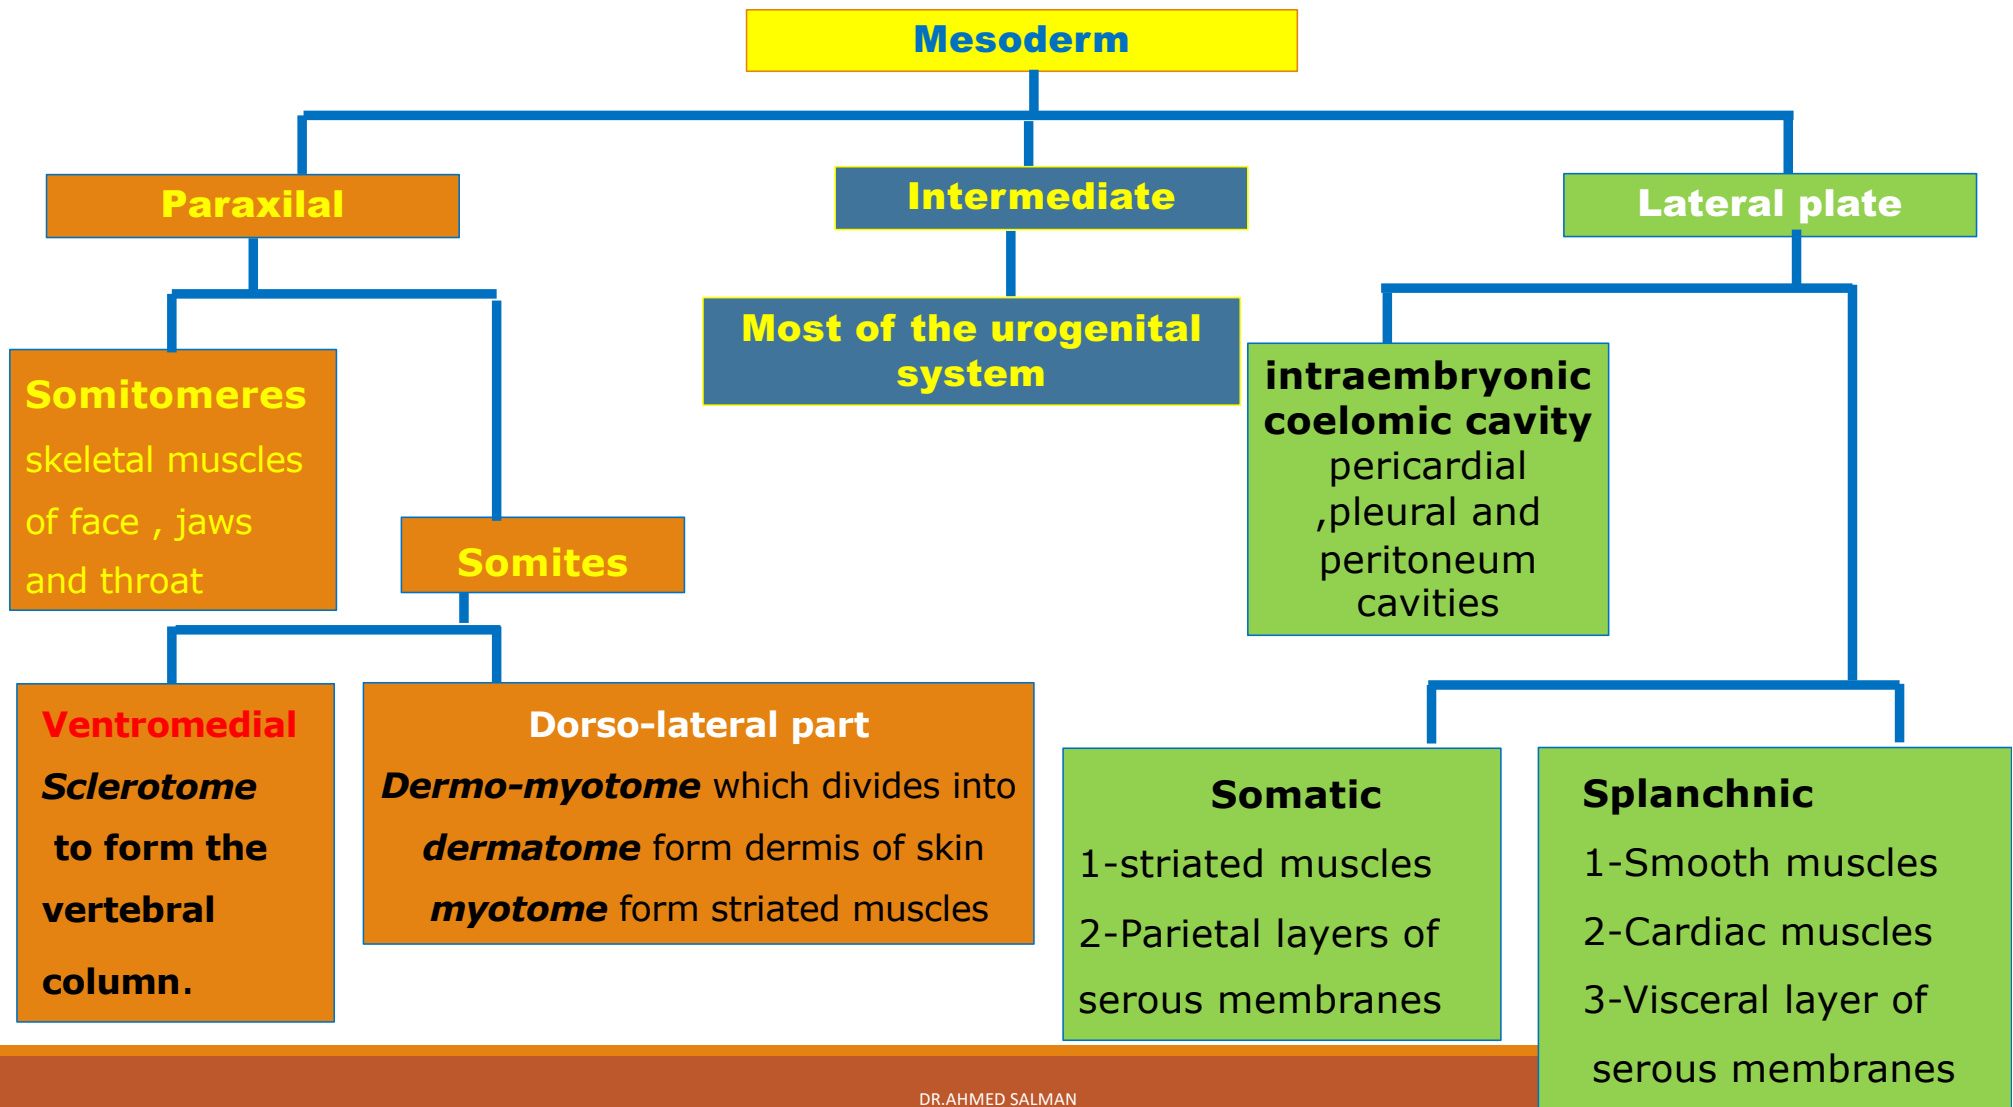 Mesoderm
Paraxilal
Intermediate
Lateral plate
Most of the urogenital
system
Somitomeres
skeletal muscles
of face , jaws
and throat
Somites
intraembryonic
coelomic cavity
pericardial
,pleural and
peritoneum
cavities
Ventromedial
Sclerotome
to form the
vertebral
column.
Dorso-lateral part
Dermo-myotome which divides into
dermatome form dermis of skin
myotome form striated muscles
Somatic
1-striated muscles
2-Parietal layers of
serous membranes
Splanchnic
1-Smooth muscles
2-Cardiac muscles
3-Visceral layer of
serous membranes
DR.AHMED SALMAN